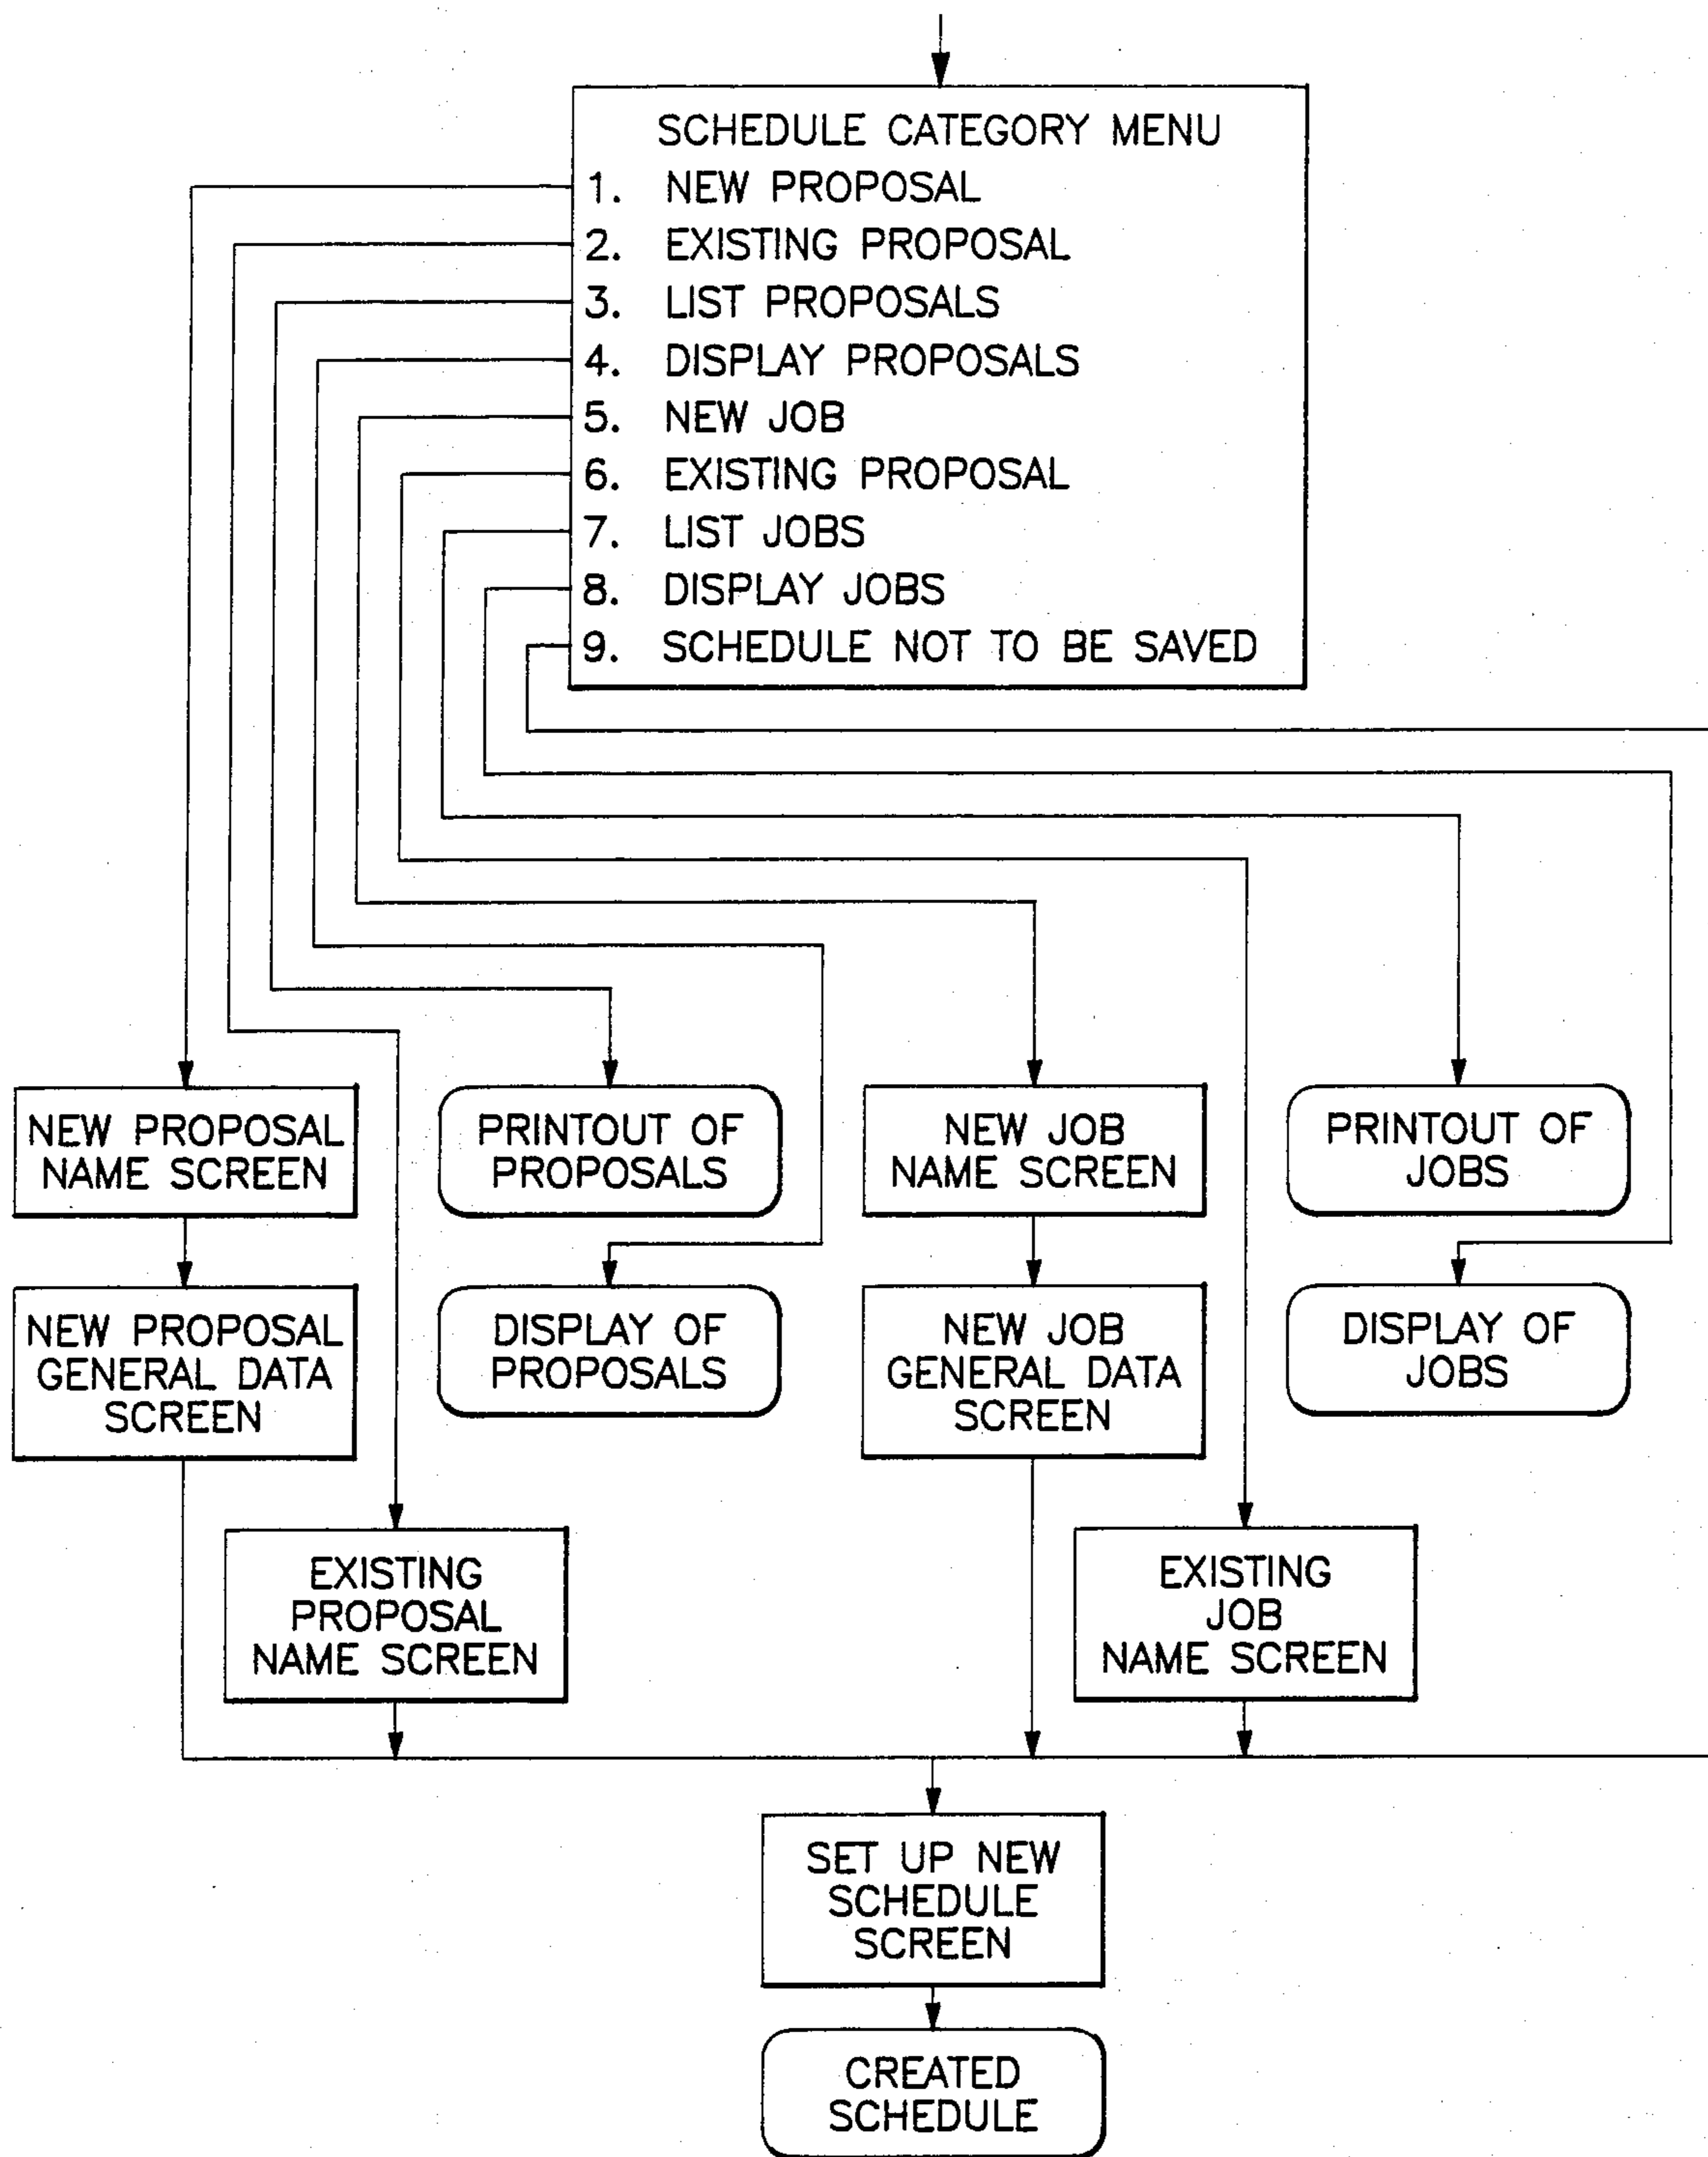 SCHEDULE CATEGORY MENU
1. NEW PROPOSAL
2. EXISTING PROPOSAL
3. LIST PROPOSALS
4. DISPLAY PROPOSALS
5. NEW JOB
6. EXISTING PROPOSAL
7. LIST JOBS
8. DISPLAY JOBS
9. SCHEDULE NOT TO BE SAVED
NEW PROPOSAL
NAME SCREEN
PRINTOUT OF
PROPOSALS
NEW JOB
NAME SCREEN
PRINTOUT OF
JOBS
NEW PROPOSAL
GENERAL DATA
SCREEN
DISPLAY OF
PROPOSALS
NEW JOB
GENERAL DATA
SCREEN
DISPLAY OF
JOBS
EXISTING
PROPOSAL
NAME SCREEN
EXISTING
JOB
NAME SCREEN
SET UP NEW
SCHEDULE
SCREEN
CREATED
SCHEDULE